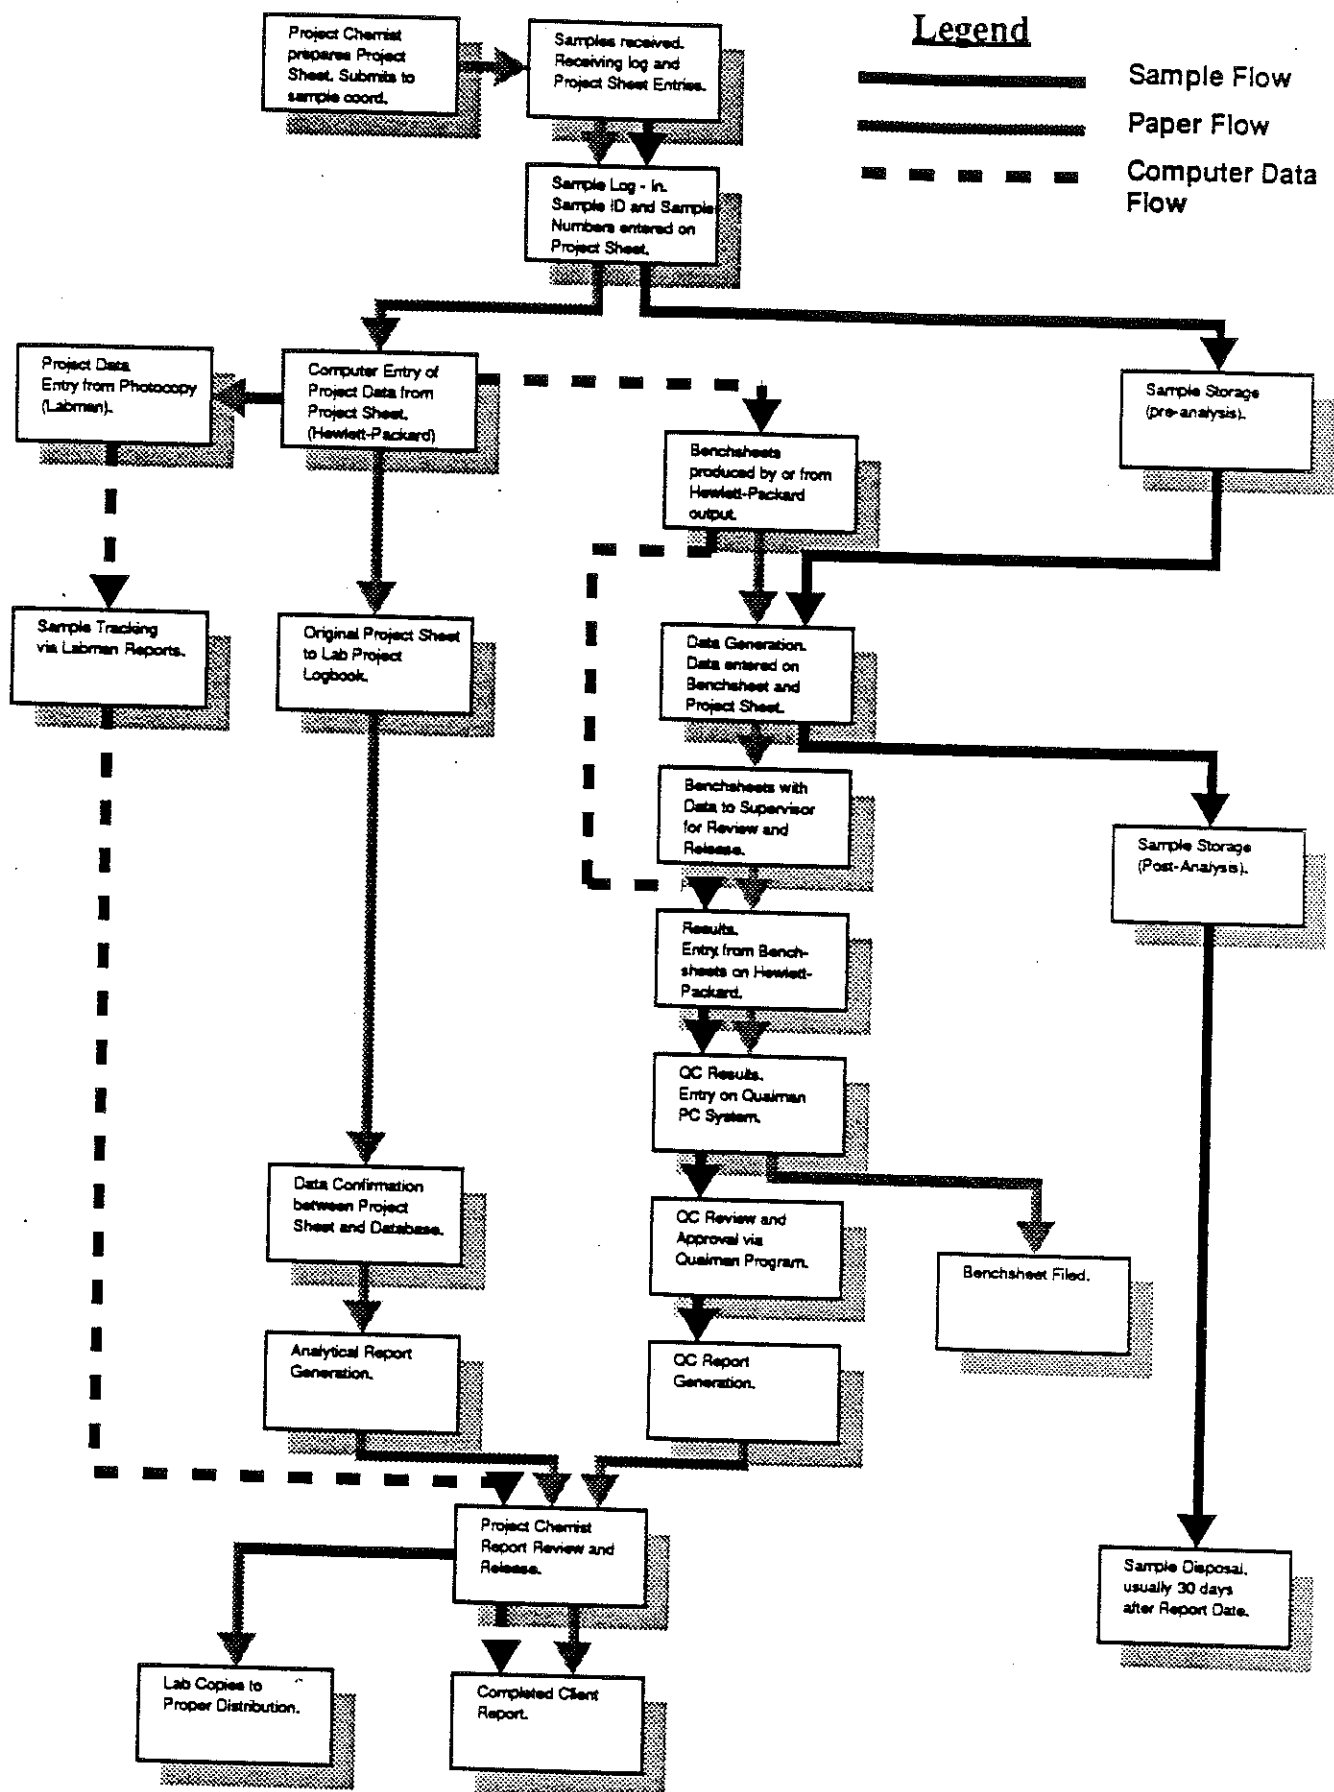 Legend
Sample Flow
Paper Flow
Computer Data
Flow
Project Chemist
prepares Project
Sheet. Submits to
sample coord.
Samples received.
Receiving log and
Project Sheet Entries.
Sample Log - In.
Sample ID and Sample
Numbers entered on
Project Sheet.
Project Data
Entry from Photocopy
(Labman).
Computer Entry of
Project Data from
Project Sheet.
(Hewlett-Packard)
Benchsheets
produced by or from
Hewlett-Packard
output.
Sample Storage
(pre-analysis).
Sample Tracking
via Labman Reports.
Original Project Sheet
to Lab Project
Logbook.
Data Generation.
Data entered on
Benchsheet and
Project Sheet.
Benchsheets with
Data to Supervisor
for Review and
Release.
Sample Storage
(Post-Analysis).
Results.
Entry from Bench-
sheets on Hewlett-
Packard.
QC Results.
Entry on Qualman
PC System.
Data Confirmation
between Project
Sheet and Database.
QC Review and
Approval via
Qualman Program.
Benchsheet Filed.
Analytical Report
Generation.
QC Report
Generation.
Project Chemist
Report Review and
Release.
Sample Disposal,
usually 30 days
after Report Date.
Lab Copies to
Proper Distribution.
Completed Client
Report.